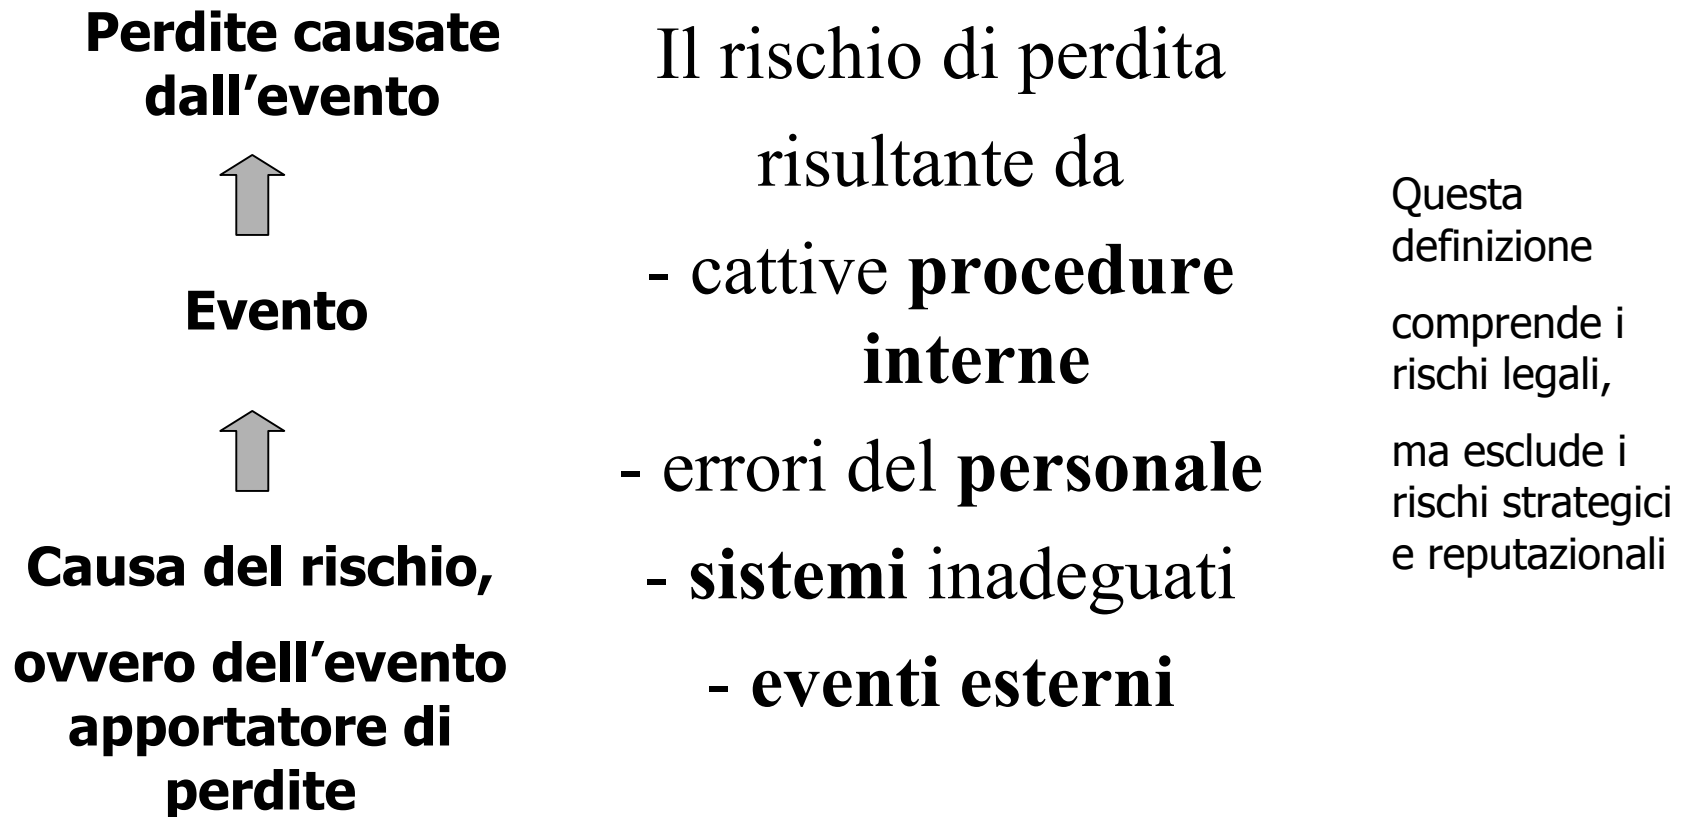 Perdite causate
dall’evento
Evento
Causa del rischio,
ovvero dell’evento
apportatore di
perdite
Il rischio di perdita
risultante da
- cattive procedure
interne
- errori del personale
- sistemi inadeguati
- eventi esterni
Questa
definizione
comprende i
rischi legali,
ma esclude i
rischi strategici
e reputazionali